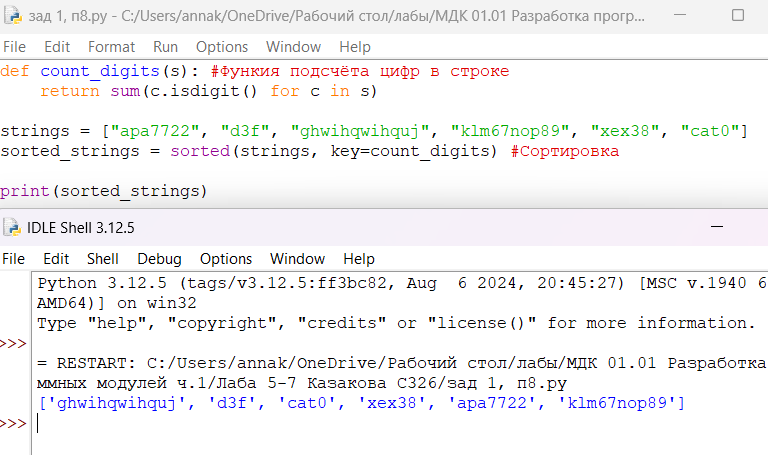 зад 1, п8.py - C:/Users/annak/OneDrive/Рабочий стол/лабы/МДК 01.01 Разработка прогр...
File Edit Format Run Options Window Help
def count_digits(s): #Функия подсчёта цифр в строке
    return sum(c.isdigit() for c in s)
strings = ["apa7722", "d3f", "ghwihqwihquj", "klm67nop89", "xex38", "cat0"]
sorted_strings = sorted(strings, key=count_digits) #Сортировка
print(sorted_strings)
IDLE Shell 3.12.5
File Edit Shell Debug Options Window Help
Python 3.12.5 (tags/v3.12.5:ff3bc82, Aug  6 2024, 20:45:27) [MSC v.1940 6
AMD64)] on win32
Type "help", "copyright", "credits" or "license()" for more information.
>>>
= RESTART: C:/Users/annak/OneDrive/Рабочий стол/лабы/МДК 01.01 Разработка
ммных модулей ч.1/Лаба 5-7 Казакова С326/зад 1, п8.py
['ghwihqwihquj', 'd3f', 'cat0', 'xex38', 'apa7722', 'klm67nop89']
>>>